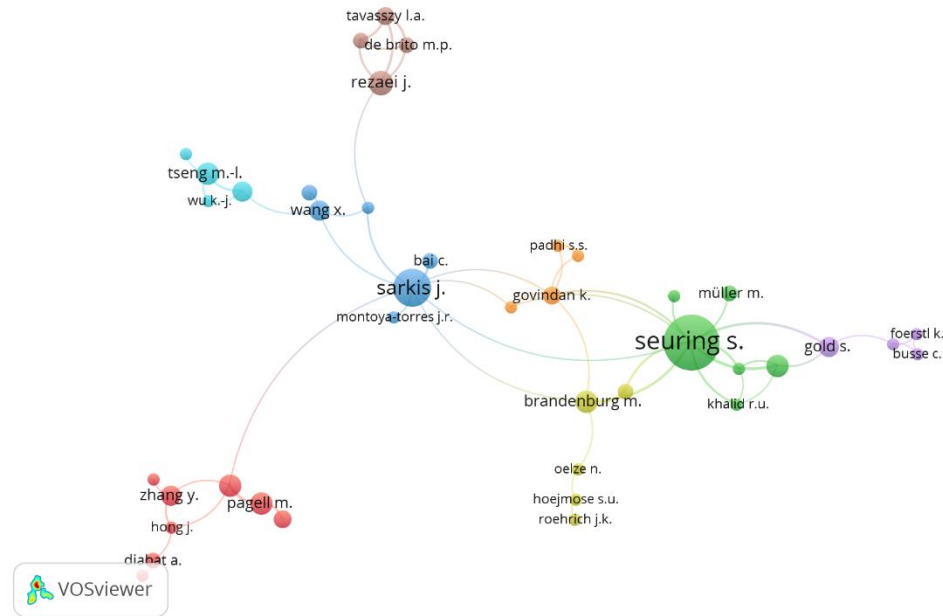 tavasszy l.a.
de brito m.p.
rezaei j.
tseng m.-l.
wu k.-j.
wang x.
padhi s.s.
bai c.
sarkis j.
govindan k.
müller m.
montoya-torres j.r.
seuring s.
foerstl k.
gold s.
busse c.
brandenburg m.
khalid r.u.
oelze n.
hoejmose s.u.
roehrich j.k.
zhang y.
pagell m.
hong j.
diabat a.
VOSviewer